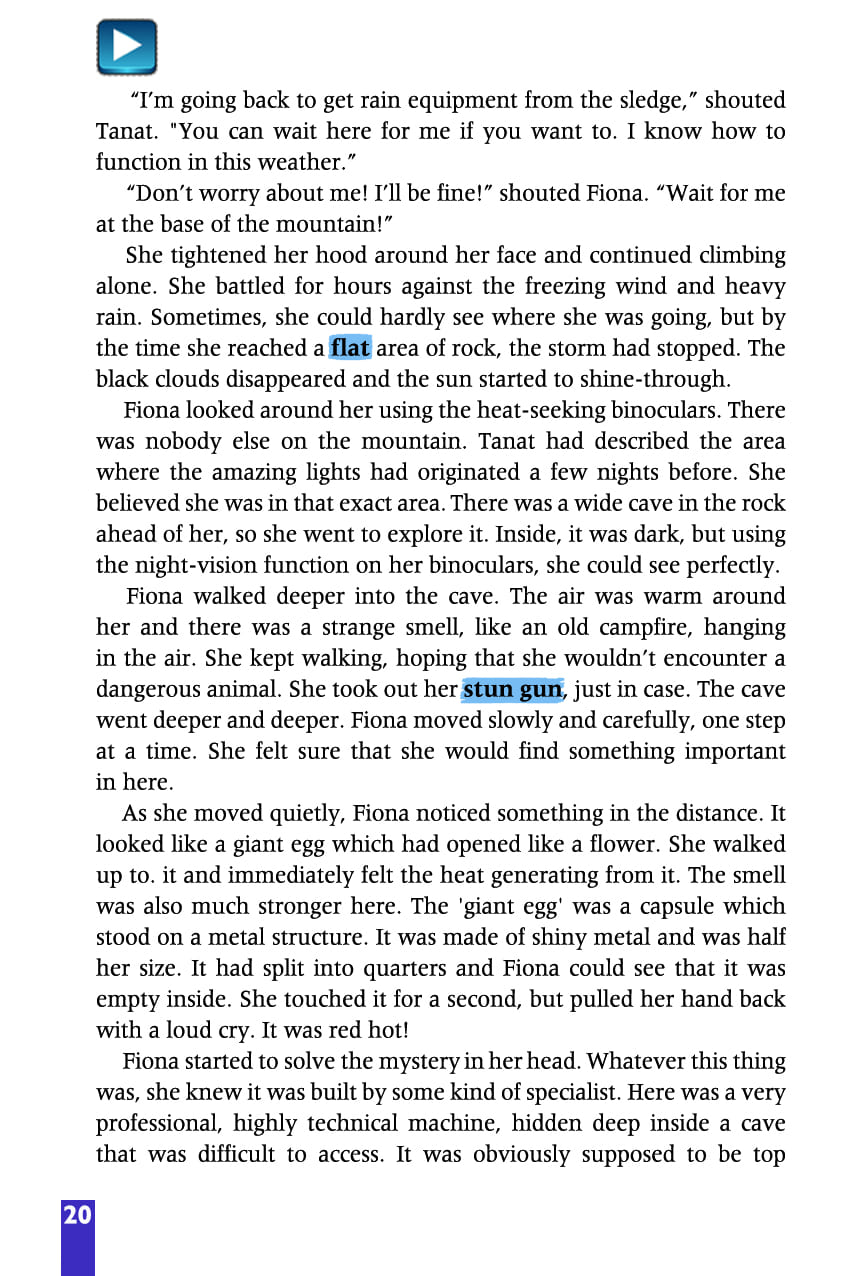 “I’m going back to get rain equipment from the sledge,” shouted
Tanat. "You can wait here for me if you want to. I know how to
function in this weather.”
“Don’t worry about me! I’ll be fine!” shouted Fiona. “Wait for me
at the base of the mountain!”
She tightened her hood around her face and continued climbing
alone. She battled for hours against the freezing wind and heavy
rain. Sometimes, she could hardly see where she was going, but by
the time she reached a flat area of rock, the storm had stopped. The
black clouds disappeared and the sun started to shine-through.
Fiona looked around her using the heat-seeking binoculars. There
was nobody else on the mountain. Tanat had described the area
where the amazing lights had originated a few nights before. She
believed she was in that exact area. There was a wide cave in the rock
ahead of her, so she went to explore it. Inside, it was dark, but using
the night-vision function on her binoculars, she could see perfectly.
Fiona walked deeper into the cave. The air was warm around
her and there was a strange smell, like an old campfire, hanging
in the air. She kept walking, hoping that she wouldn’t encounter a
dangerous animal. She took out her stun gun, just in case. The cave
went deeper and deeper. Fiona moved slowly and carefully, one step
at a time. She felt sure that she would find something important
in here.
As she moved quietly, Fiona noticed something in the distance. It
looked like a giant egg which had opened like a flower. She walked
up to. it and immediately felt the heat generating from it. The smell
was also much stronger here. The 'giant egg' was a capsule which
stood on a metal structure. It was made of shiny metal and was half
her size. It had split into quarters and Fiona could see that it was
empty inside. She touched it for a second, but pulled her hand back
with a loud cry. It was red hot!
Fiona started to solve the mystery in her head. Whatever this thing
was, she knew it was built by some kind of specialist. Here was a very
professional, highly technical machine, hidden deep inside a cave
that was difficult to access. It was obviously supposed to be top
20